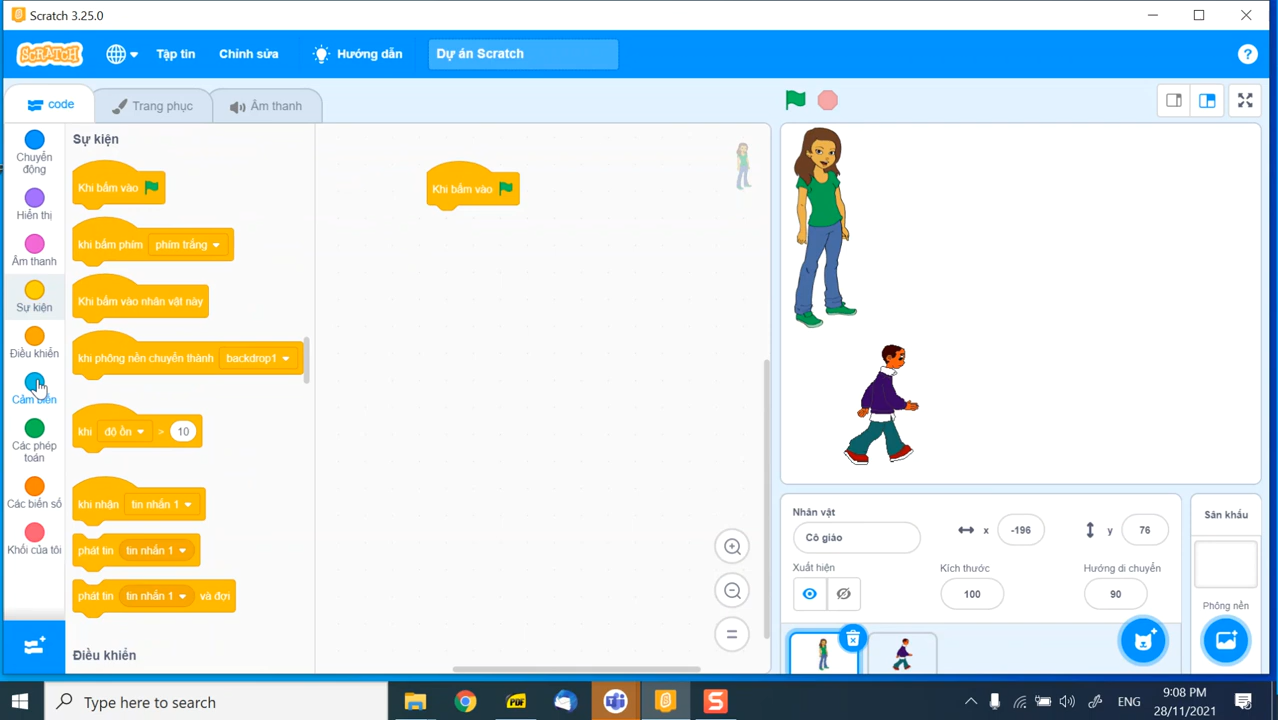 Scratch 3.25.0
SCRATCH
Tập tin
Chỉnh sửa
Hướng dẫn
Dự án Scratch
?
code
Trang phục
Âm thanh
Chuyển động
Hiển thị
Âm thanh
Sự kiện
Điều khiển
Cảm biến
Các phép toán
Các biến số
Khối của tôi
Sự kiện
Khi bấm vào
khi bấm phím phím trắng
Khi bấm vào nhân vật này
khi phông nền chuyển thành backdrop1
khi độ ồn > 10
khi nhận tin nhắn 1
phát tin tin nhắn 1
phát tin tin nhắn 1 và đợi
Điều khiển
Khi bấm vào
Nhân vật
Cô giáo
x -196
y 76
Xuất hiện
Kích thước
100
Hướng di chuyển
90
Sân khấu
Phông nền
Type here to search
PDF
ENG
9:08 PM
28/11/2021